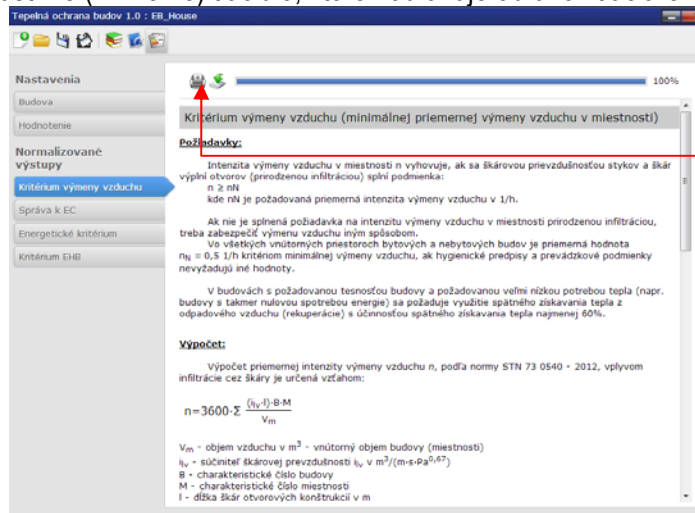 Tepelná ochrana budov 1.0 : EB_House
100%
Nastavenia
Budova
Hodnotenie
Normalizované
výstupy
Kritérium výmeny vzduchu
Správa k EC
Energetické kritérium
Kritérium EHB
Kritérium výmeny vzduchu (minimálnej priemernej výmeny vzduchu v miestnosti)
Požiadavky:
Intenzita výmeny vzduchu v miestnosti n vyhovuje, ak sa škárovou prievzdušnosťou stykov a škár
výplní otvorov (prirodzenou infiltráciou) splní podmienka:
n ≥ nN
kde nN je požadovaná priemerná intenzita výmeny vzduchu v 1/h.
Ak nie je splnená požiadavka na intenzitu výmeny vzduchu v miestnosti prirodzenou infiltráciou,
treba zabezpečiť výmenu vzduchu iným spôsobom.
Vo všetkých vnútorných priestoroch bytových a nebytových budov je priemerná hodnota
nN = 0,5 1/h kritériom minimálnej výmeny vzduchu, ak hygienické predpisy a prevádzkové podmienky
nevyžadujú iné hodnoty.
V budovách s požadovanou tesnosťou budovy a požadovanou veľmi nízkou potrebou tepla (napr.
budovy s takmer nulovou spotrebou energie) sa požaduje využitie spätného získavania tepla z
odpadového vzduchu (rekuperácie) s účinnosťou spätného získavania tepla najmenej 60%.
Výpočet:
Výpočet priemernej intenzity výmeny vzduchu n, podľa normy STN 73 0540 - 2012, vplyvom
infiltrácie cez škáry je určená vzťahom:
n=3600·Σ (iₗᵥ·l)·B·M / Vm
Vm - objem vzduchu v m³ - vnútorný objem budovy (miestnosti)
iₗᵥ - súčiniteľ škárovej prevzdušnosti iₗᵥ v m³/(m·s·Pa⁰,⁶⁷)
B - charakteristické číslo budovy
M - charakteristické číslo miestnosti
l - dĺžka škár otvorových konštrukcií v m